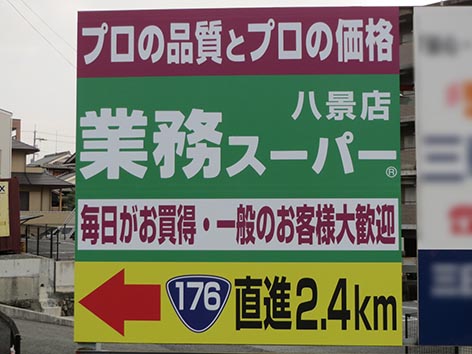 プロの品質とプロの価格
八景店
業務スーパー®
毎日がお買得・一般のお客様大歓迎
176 直進2.4km